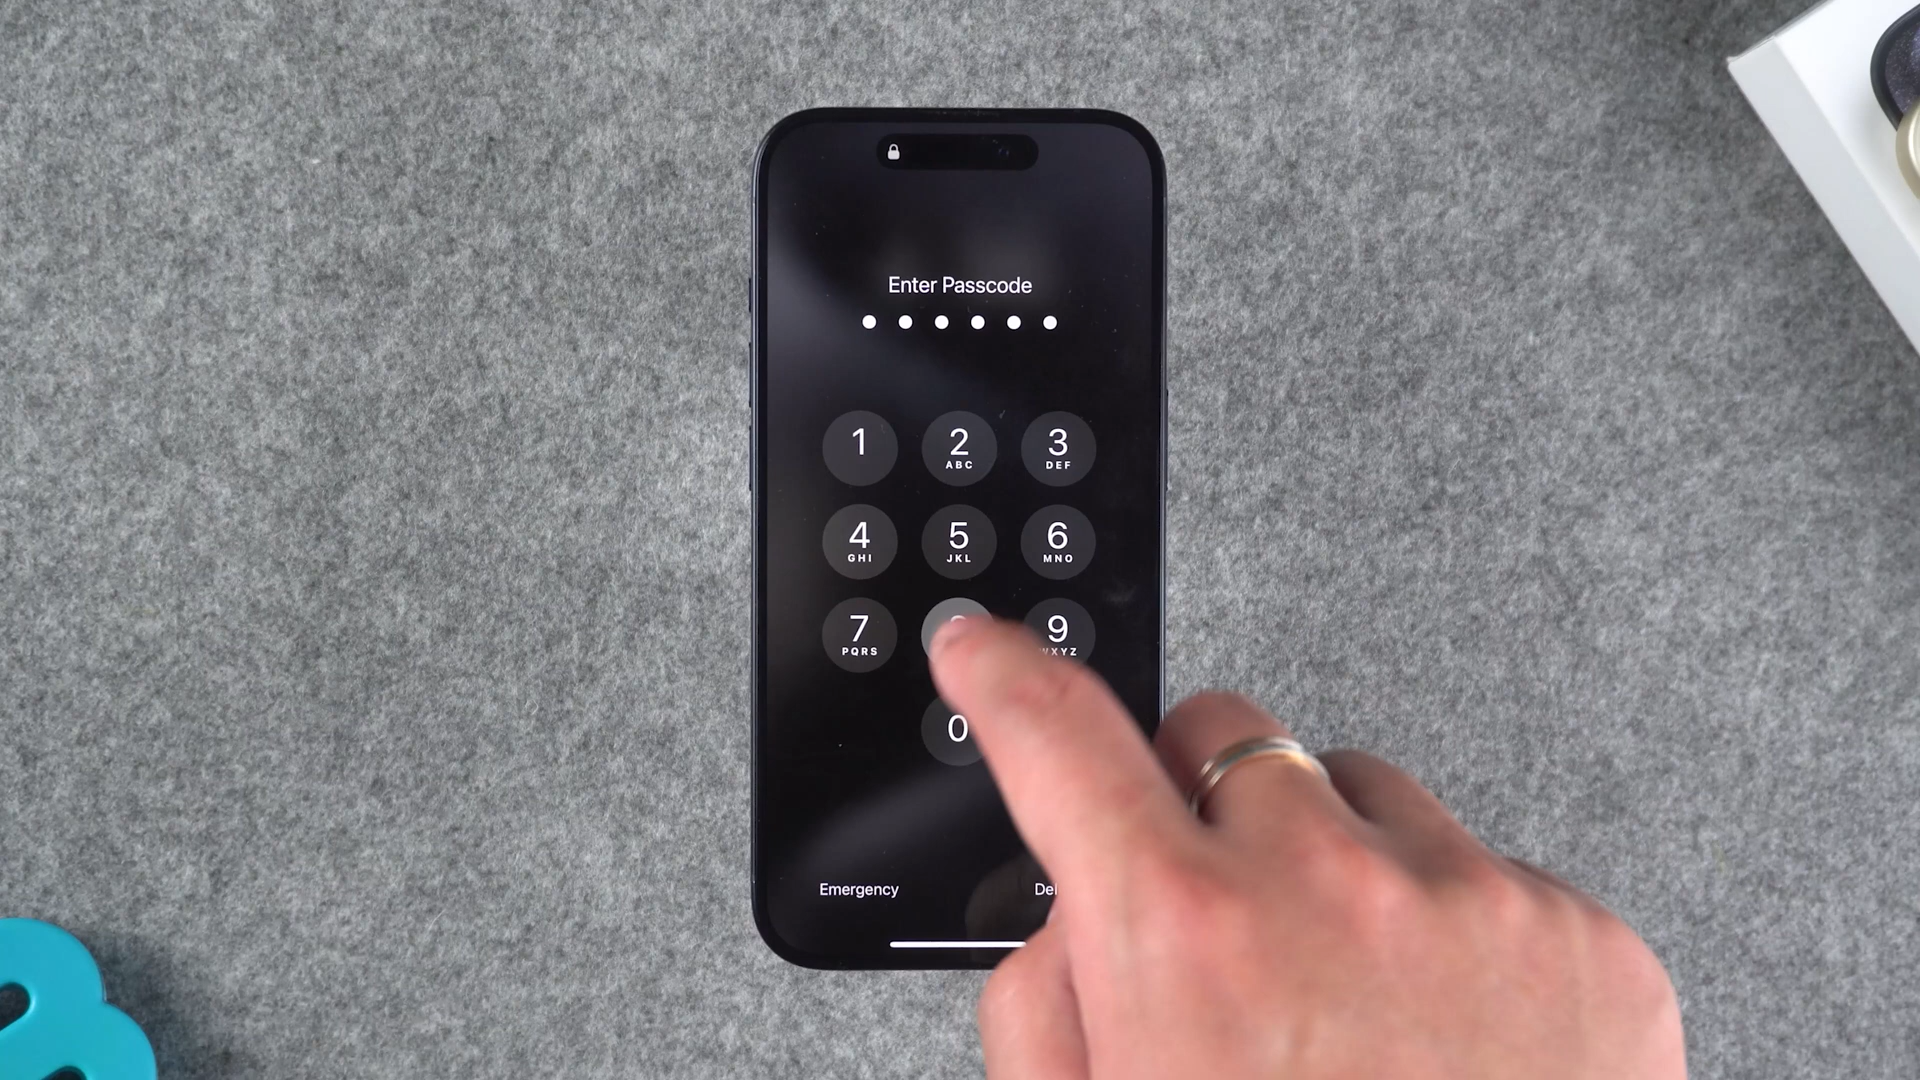 Enter Passcode
1 2 3
ABC DEF
4 5 6
GHI JKL MNO
7 9
PQRS
0
Emergency